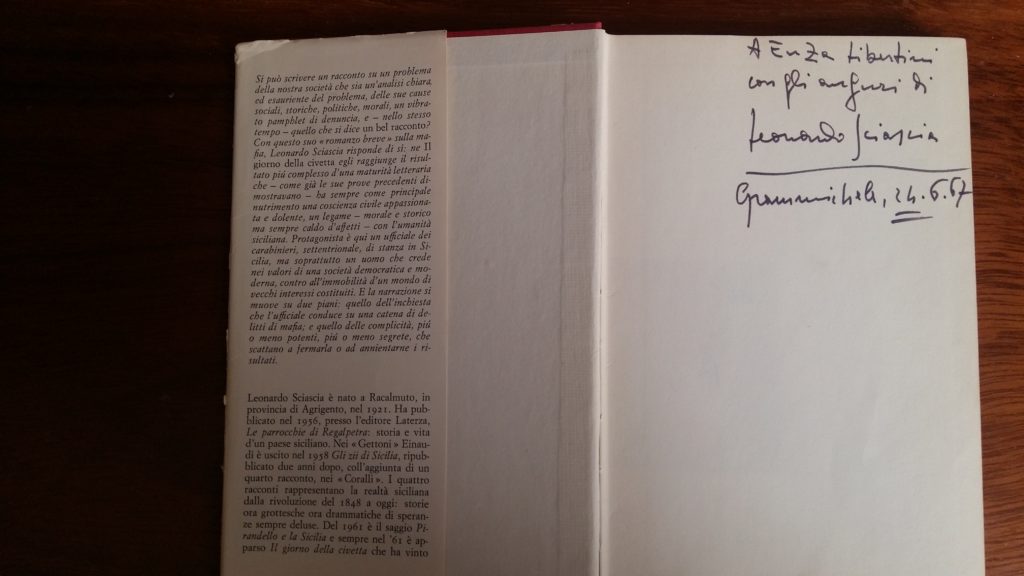 Si può scrivere un racconto su un problema
della nostra società che sia un'analisi chiara,
ed esauriente del problema, delle sue cause
sociali, storiche, politiche, morali, un vibra-
to pamphlet di denuncia, e – nello stesso
tempo – quello che si dice un bel racconto?
Con questo suo «romanzo breve» sulla ma-
fia, Leonardo Sciascia risponde di sì: ne Il
giorno della civetta egli raggiunge il risul-
tato piú complesso d'una maturità letteraria
che – come già le sue prove precedenti di-
mostravano – ha sempre come principale
nutrimento una coscienza civile appassiona-
ta e dolente, un legame – morale e storico
ma sempre caldo d'affetti – con l'umanità
siciliana. Protagonista è qui un ufficiale dei
carabinieri, settentrionale, di stanza in Si-
cilia, ma soprattutto un uomo che crede
nei valori di una società democratica e mo-
derna, contro all'immobilità d'un mondo di
vecchi interessi costituiti. E la narrazione si
muove su due piani: quello dell'inchiesta
che l'ufficiale conduce su una catena di de-
litti di mafia; e quello delle complicità, piú
o meno potenti, piú o meno segrete, che
scattano a fermarla o ad annientarne i ri-
sultati.
Leonardo Sciascia è nato a Racalmuto, in
provincia di Agrigento, nel 1921. Ha pub-
blicato nel 1956, presso l'editore Laterza,
Le parrocchie di Regalpetra: storia e vita
d'un paese siciliano. Nei «Gettoni» Einau-
di è uscito nel 1958 Gli zii di Sicilia, ripub-
blicato due anni dopo, coll'aggiunta di un
quarto racconto, nei «Coralli». I quattro
racconti rappresentano la realtà siciliana
dalla rivoluzione del 1848 a oggi: storie
ora grottesche ora drammatiche di speran-
ze sempre deluse. Del 1961 è il saggio Pi-
randello e la Sicilia e sempre nel '61 è ap-
parso Il giorno della civetta che ha vinto
A Enza Libertini
con gli auguri di
Leonardo Sciascia
Grammichele, 24.6.67